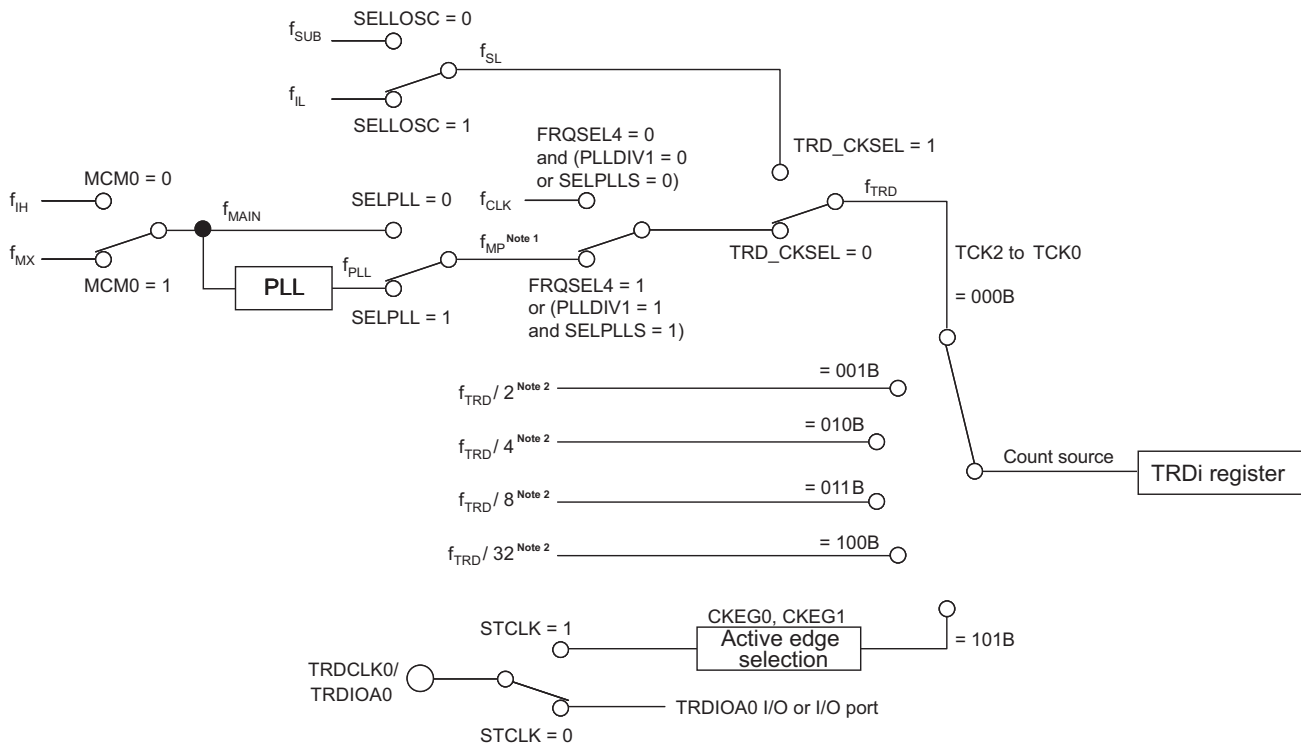 SELLOSC = 0
fSUB
fSL
fIL
SELLOSC = 1
FRQSEL4 = 0
and (PLLDIV1 = 0
or SELPLLS = 0)
TRD_CKSEL = 1
MCM0 = 0
fIH
SELPLL = 0
fCLK
fTRD
fMAIN
fMX
MCM0 = 1
fPLL
fMP Note 1
TRD_CKSEL = 0
TCK2 to TCK0
PLL
SELPLL = 1
FRQSEL4 = 1
or (PLLDIV1 = 1
and SELPLLS = 1)
= 000B
fTRD/ 2 Note 2
= 001B
fTRD/ 4 Note 2
= 010B
Count source
TRDi register
fTRD/ 8 Note 2
= 011B
fTRD/ 32 Note 2
= 100B
CKEG0, CKEG1
STCLK = 1
Active edge
selection
= 101B
TRDCLK0/
TRDIOA0
TRDIOA0 I/O or I/O port
STCLK = 0